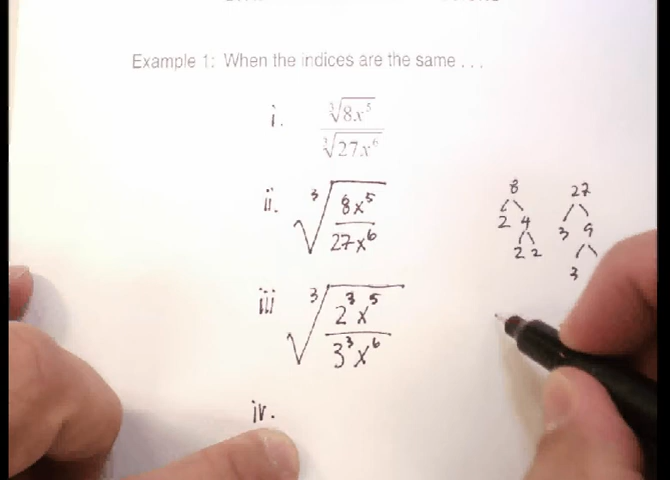 Example 1: When the indices are the same . . .
i. ∛8x⁵ / ∛27x⁶
ii. ∛(8x⁵ / 27x⁶)
iii ∛(2³x⁵ / 3³x⁶)
iv.
8 27
2 4 3 9
2 2 3